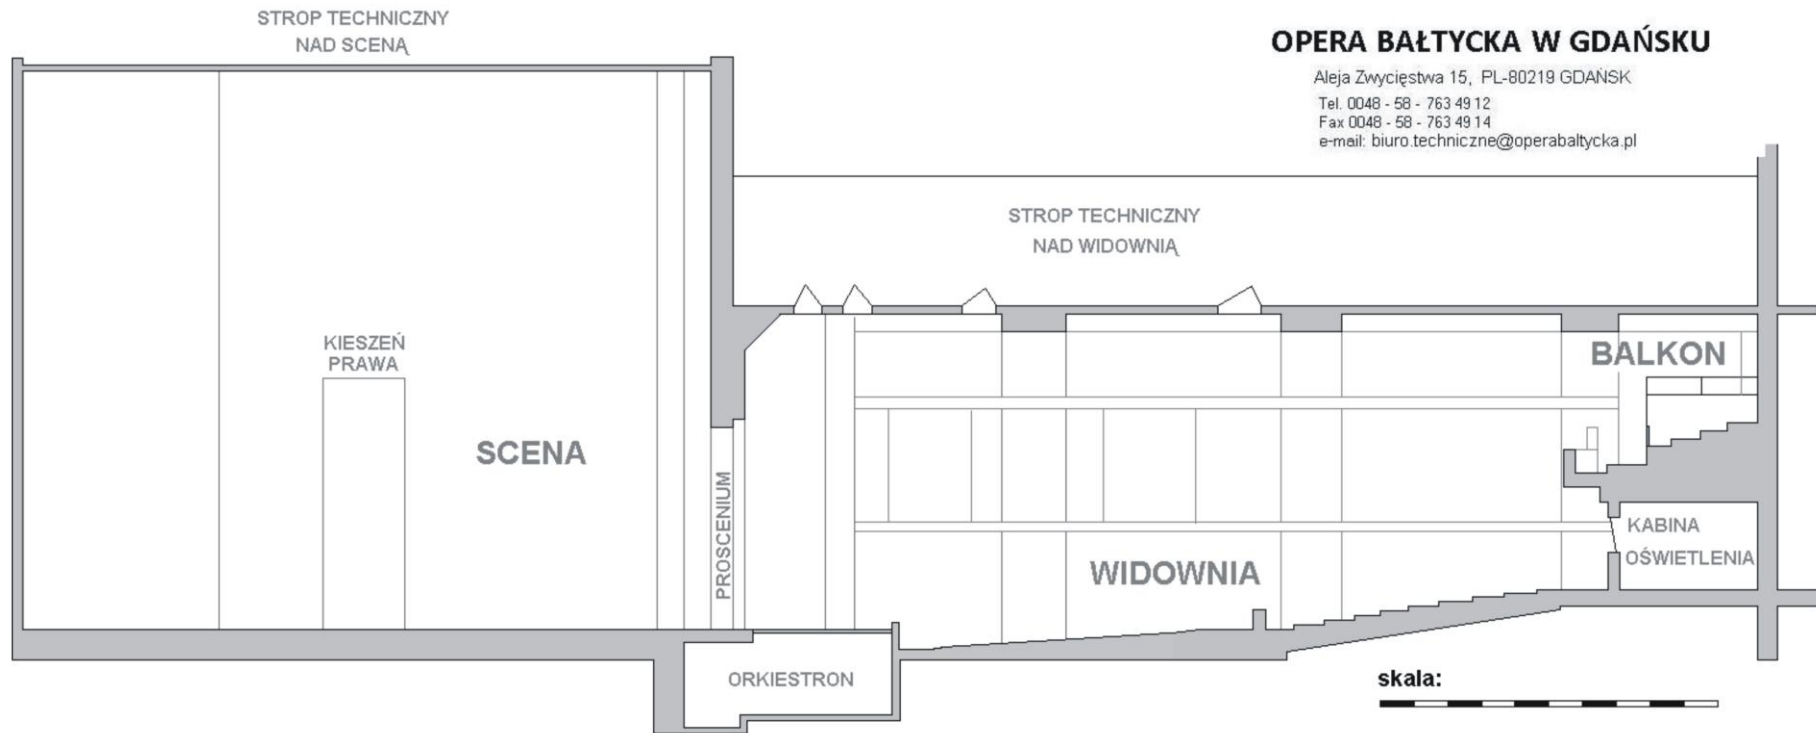 STROP TECHNICZNY
NAD SCENĄ
OPERA BAŁTYCKA W GDAŃSKU
Aleja Zwycięstwa 15, PL-80219 GDAŃSK
Tel. 0048 - 58 - 763 49 12
Fax 0048 - 58 - 763 49 14
e-mail: biuro.techniczne@operabaltycka.pl
STROP TECHNICZNY
NAD WIDOWNIĄ
KIESZEŃ
PRAWA
BALKON
SCENA
PROSCENIUM
KABINA
OŚWIETLENIA
WIDOWNIA
ORKIESTRON
skala: